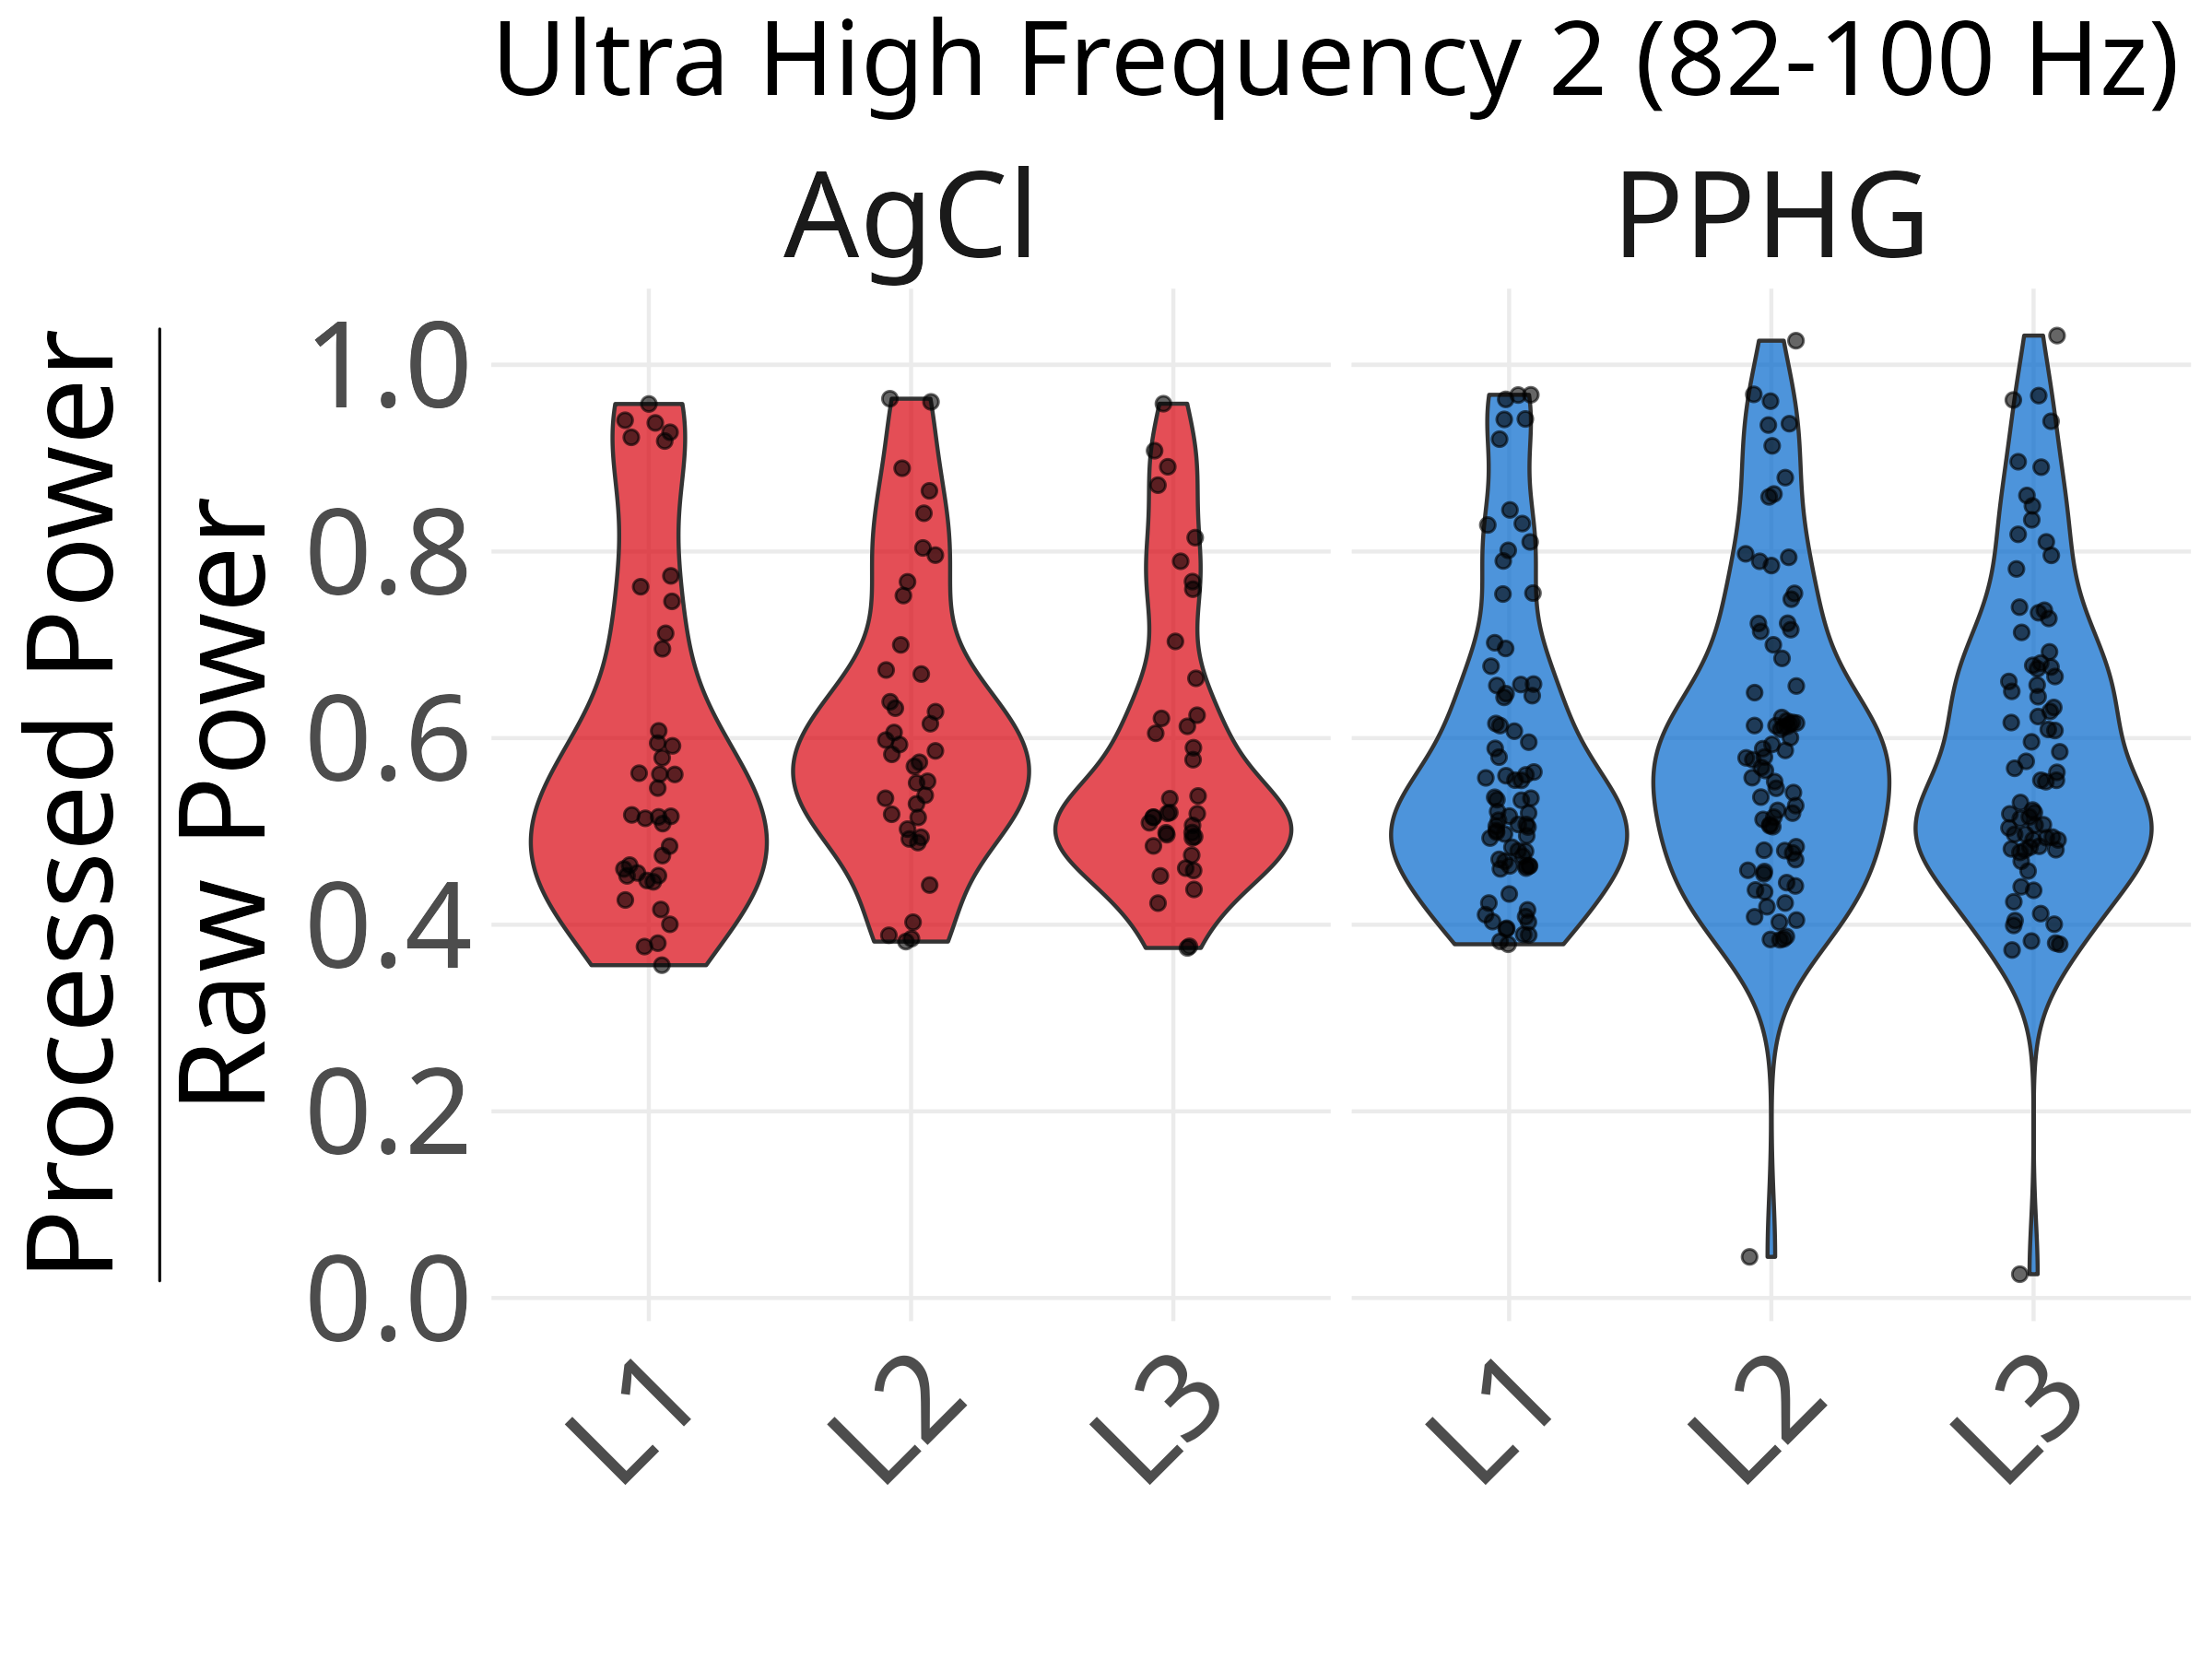 Ultra High Frequency 2 (82-100 Hz)
AgCl
PPHG
Processed Power
Raw Power
1.0
0.8
0.6
0.4
0.2
0.0
L1
L2
L3
L1
L2
L3